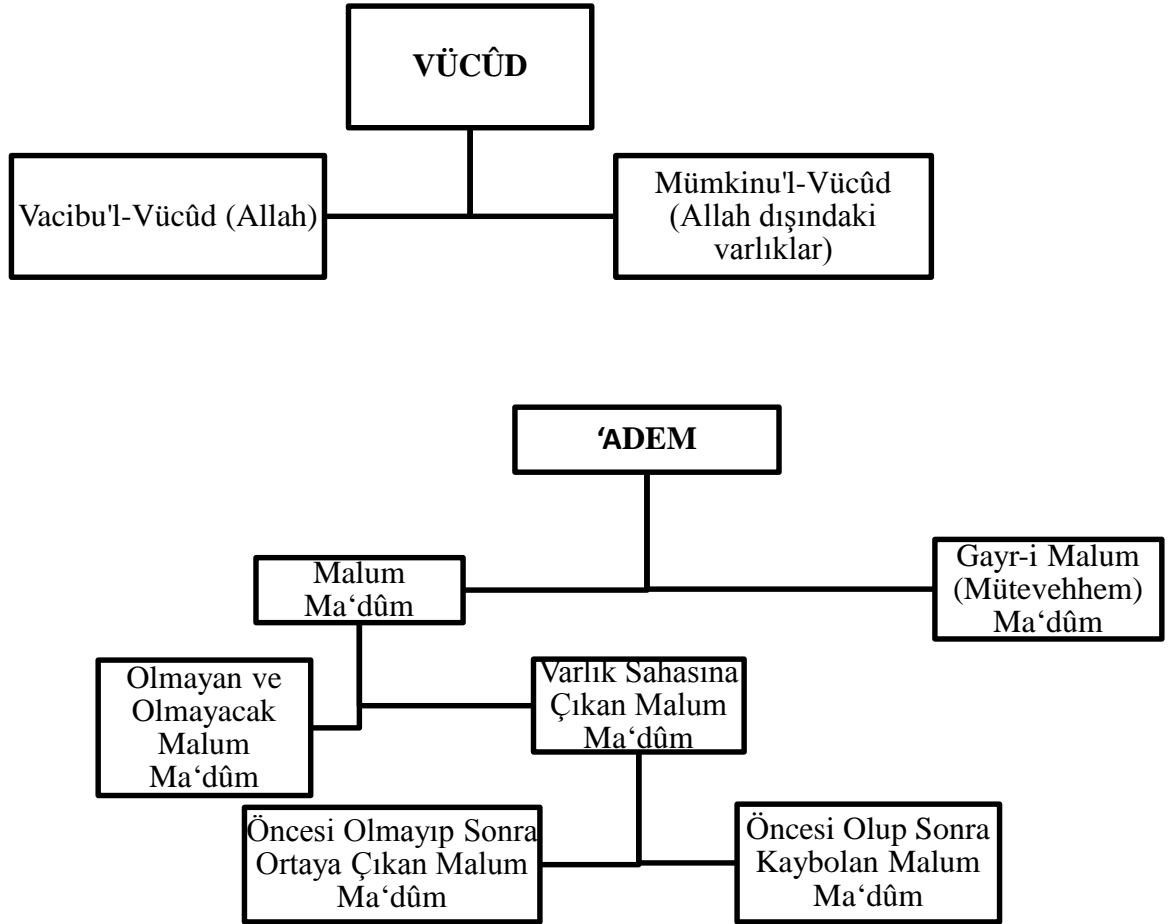 VÜCÛD
Vacibu'l-Vücûd (Allah)
Mümkinu'l-Vücûd
(Allah dışındaki
varlıklar)
‘ADEM
Malum
Ma‘dûm
Gayr-i Malum
(Mütevehhem)
Ma‘dûm
Olmayan ve
Olmayacak
Malum
Ma‘dûm
Varlık Sahasına
Çıkan Malum
Ma‘dûm
Öncesi Olmayıp Sonra
Ortaya Çıkan Malum
Ma‘dûm
Öncesi Olup Sonra
Kaybolan Malum
Ma‘dûm